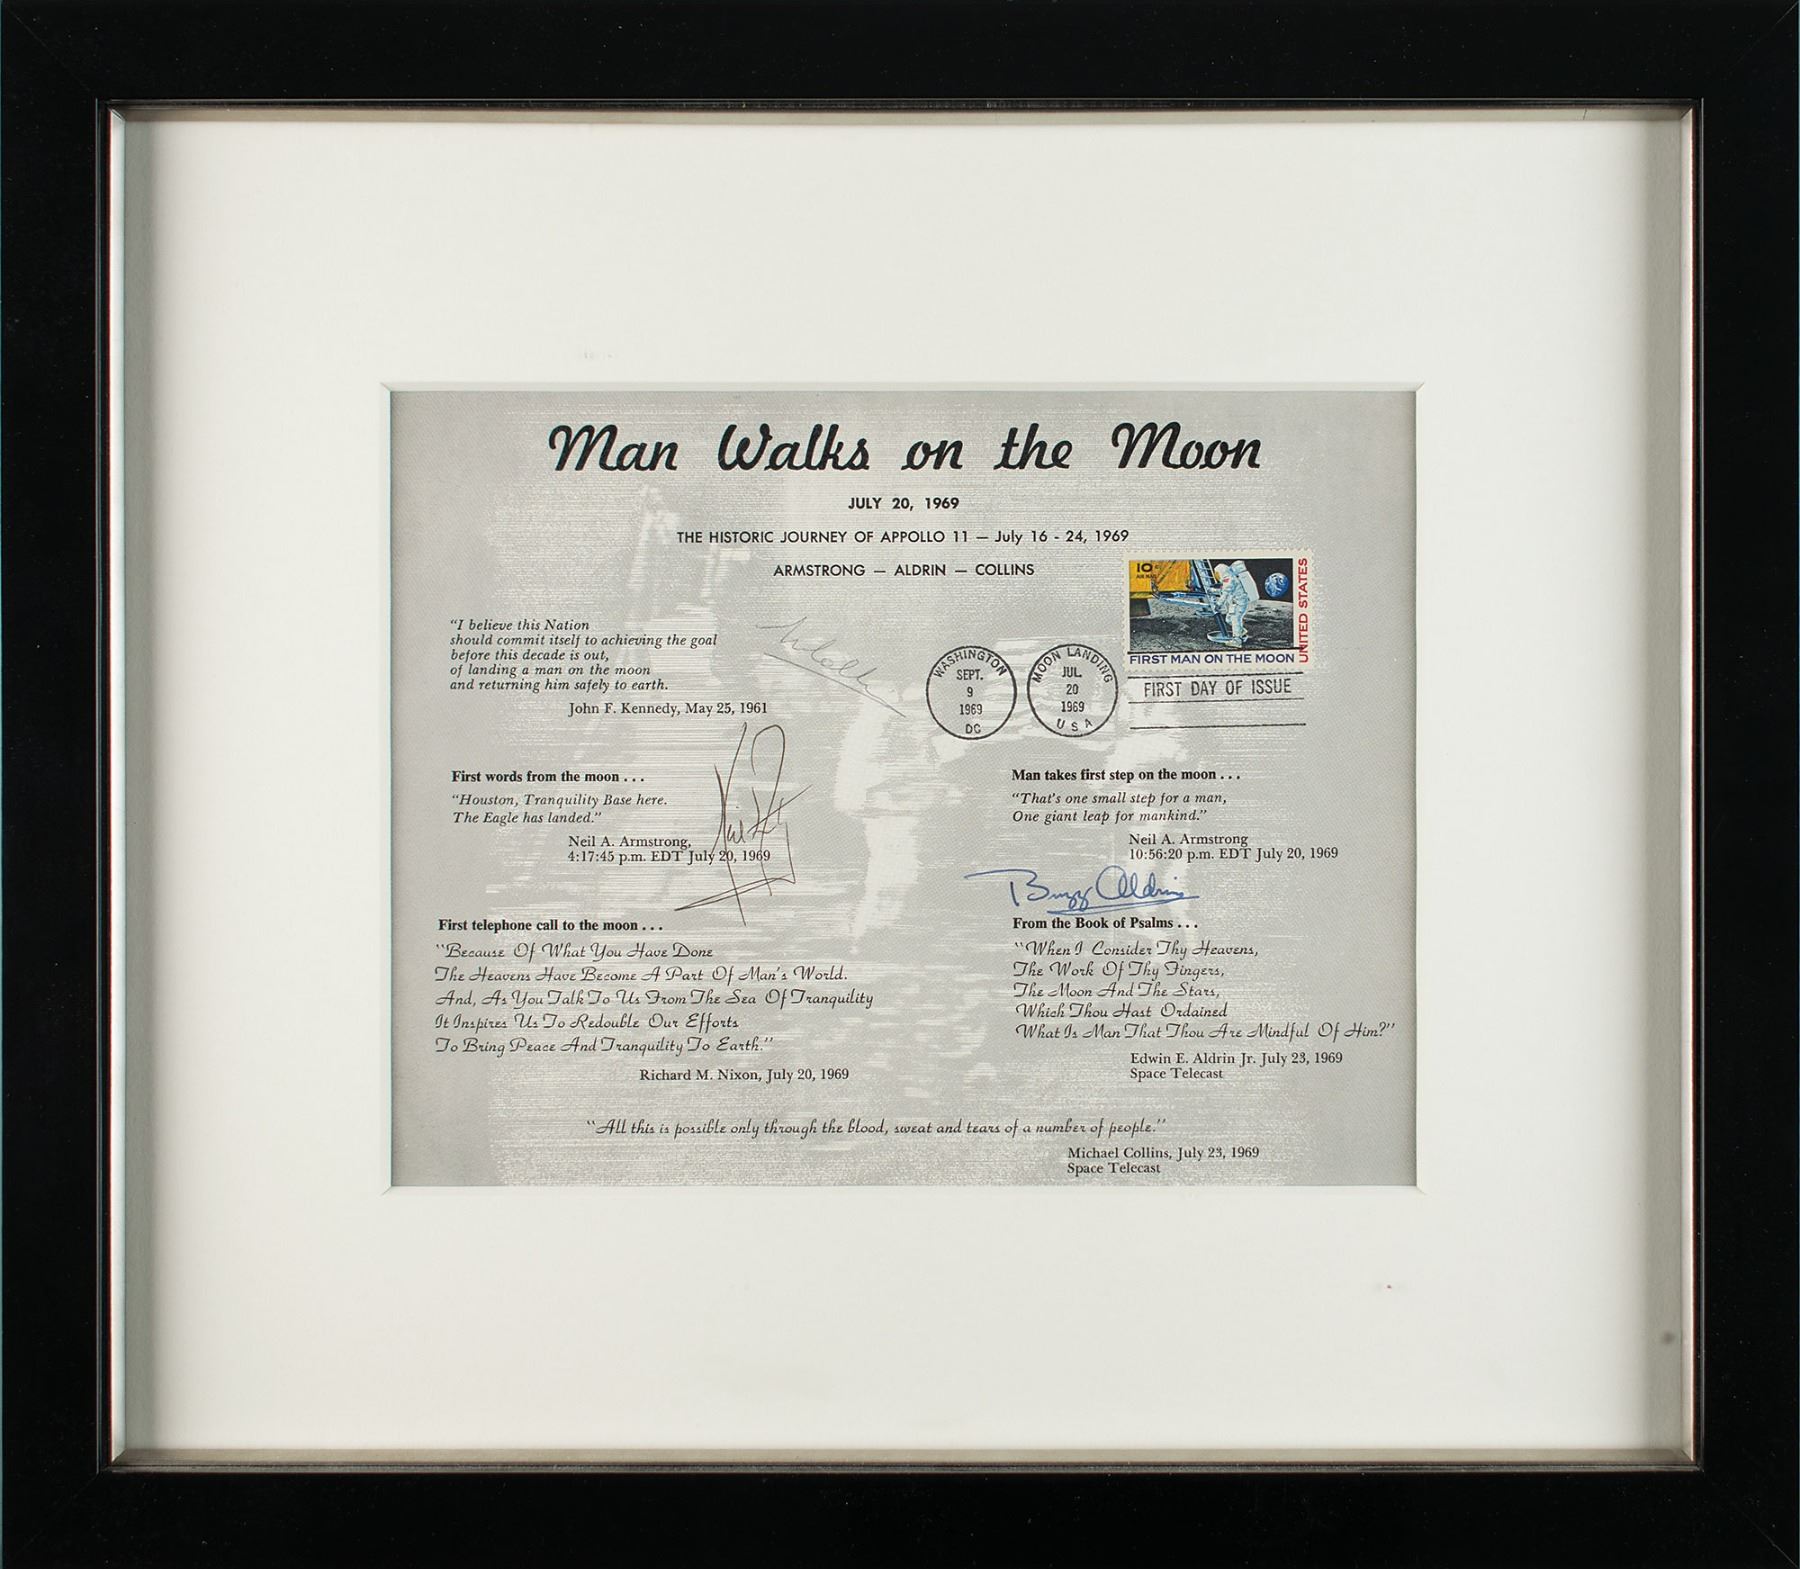 Man Walks on the Moon
JULY 20, 1969
THE HISTORIC JOURNEY OF APPOLLO 11 — July 16 - 24, 1969
ARMSTRONG — ALDRIN — COLLINS
10c
AIR MAIL
UNITED STATES
FIRST MAN ON THE MOON
"I believe this Nation
should commit itself to achieving the goal
before this decade is out,
of landing a man on the moon
and returning him safely to earth.
John F. Kennedy, May 25, 1961
WASHINGTON
SEPT.
9
1969
DC
MOON LANDING
JUL
20
1969
USA
FIRST DAY OF ISSUE
First words from the moon . . .
"Houston, Tranquility Base here.
The Eagle has landed."
Neil A. Armstrong,
4:17:45 p.m. EDT July 20, 1969
Man takes first step on the moon . . .
"That's one small step for a man,
One giant leap for mankind."
Neil A. Armstrong
10:56:20 p.m. EDT July 20, 1969
Buzz Aldrin
First telephone call to the moon . . .
"Because Of What You Have Done
The Heavens Have Become A Part Of Man's World.
And, As You Talk To Us From The Sea Of Tranquility
It Inspires Us To Redouble Our Efforts
To Bring Peace And Tranquility To Earth."
Richard M. Nixon, July 20, 1969
From the Book of Psalms . . .
"When I Consider Thy Heavens,
The Work Of Thy Fingers,
The Moon And The Stars,
Which Thou Hast Ordained
What Is Man That Thou Are Mindful Of Him?"
Edwin E. Aldrin Jr. July 23, 1969
Space Telecast
"All this is possible only through the blood, sweat and tears of a number of people."
Michael Collins, July 23, 1969
Space Telecast